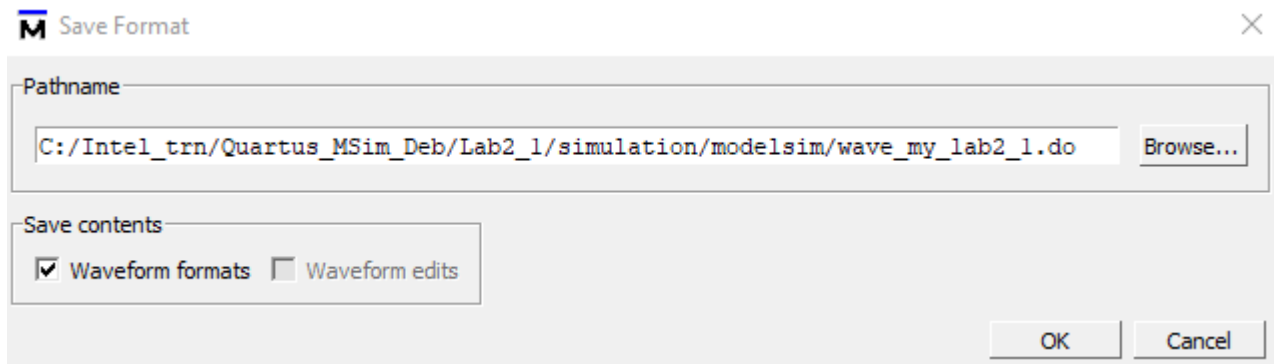 M Save Format
Pathname
C:/Intel_trn/Quartus_MSim_Deb/Lab2_1/simulation/modelsim/wave_my_lab2_1.do Browse...
Save contents
Waveform formats Waveform edits
OK Cancel